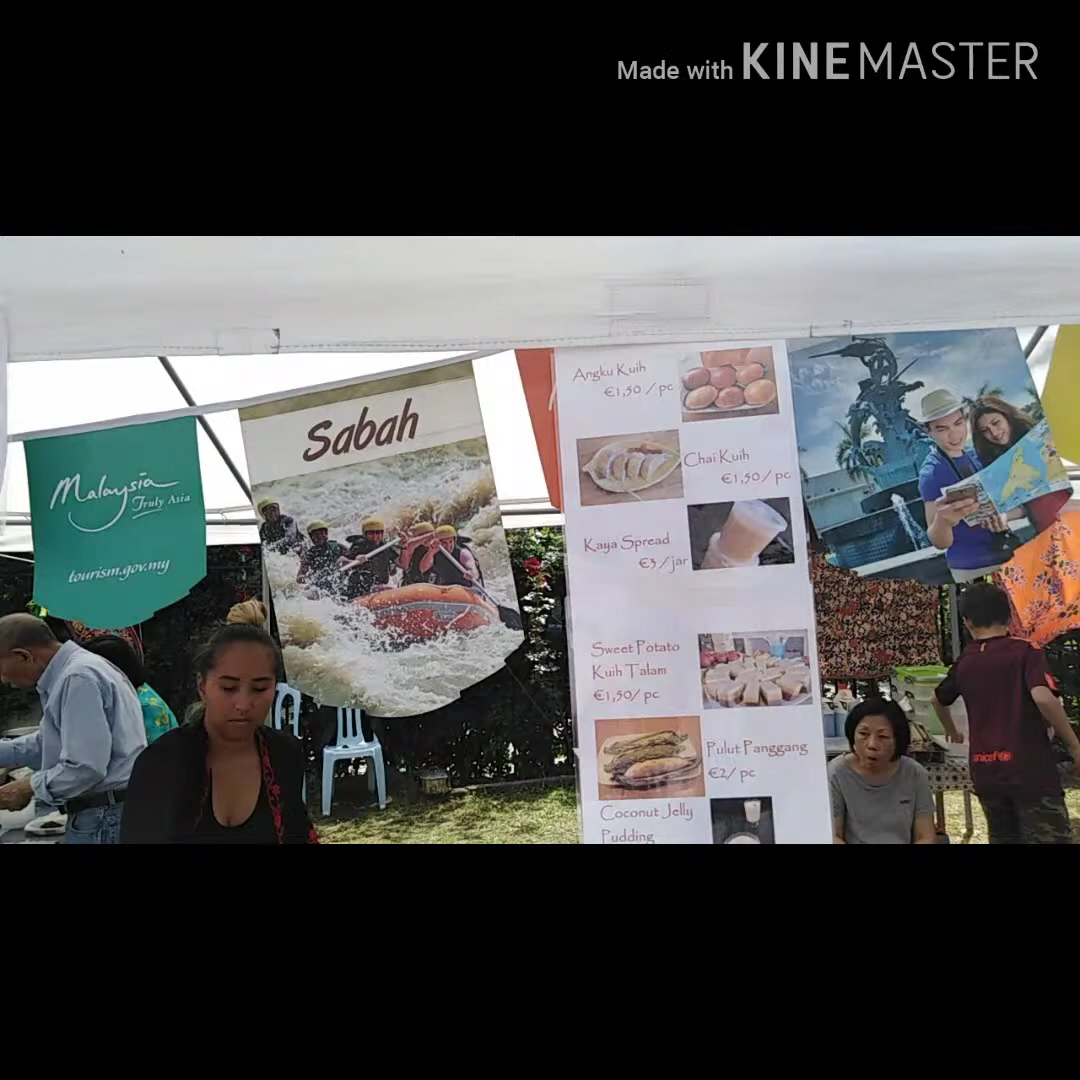 Made with KINEMASTER
Malaysia
Truly Asia
tourism.gov.my
Sabah
Angku Kuih
€1,50 / pc
Chai Kuih
€1,50 / pc
Kaya Spread
€3 / jar
Sweet Potato
Kuih Talam
€1,50/ pc
Pulut Panggang
€2/ pc
Coconut Jelly
Pudding
unicef